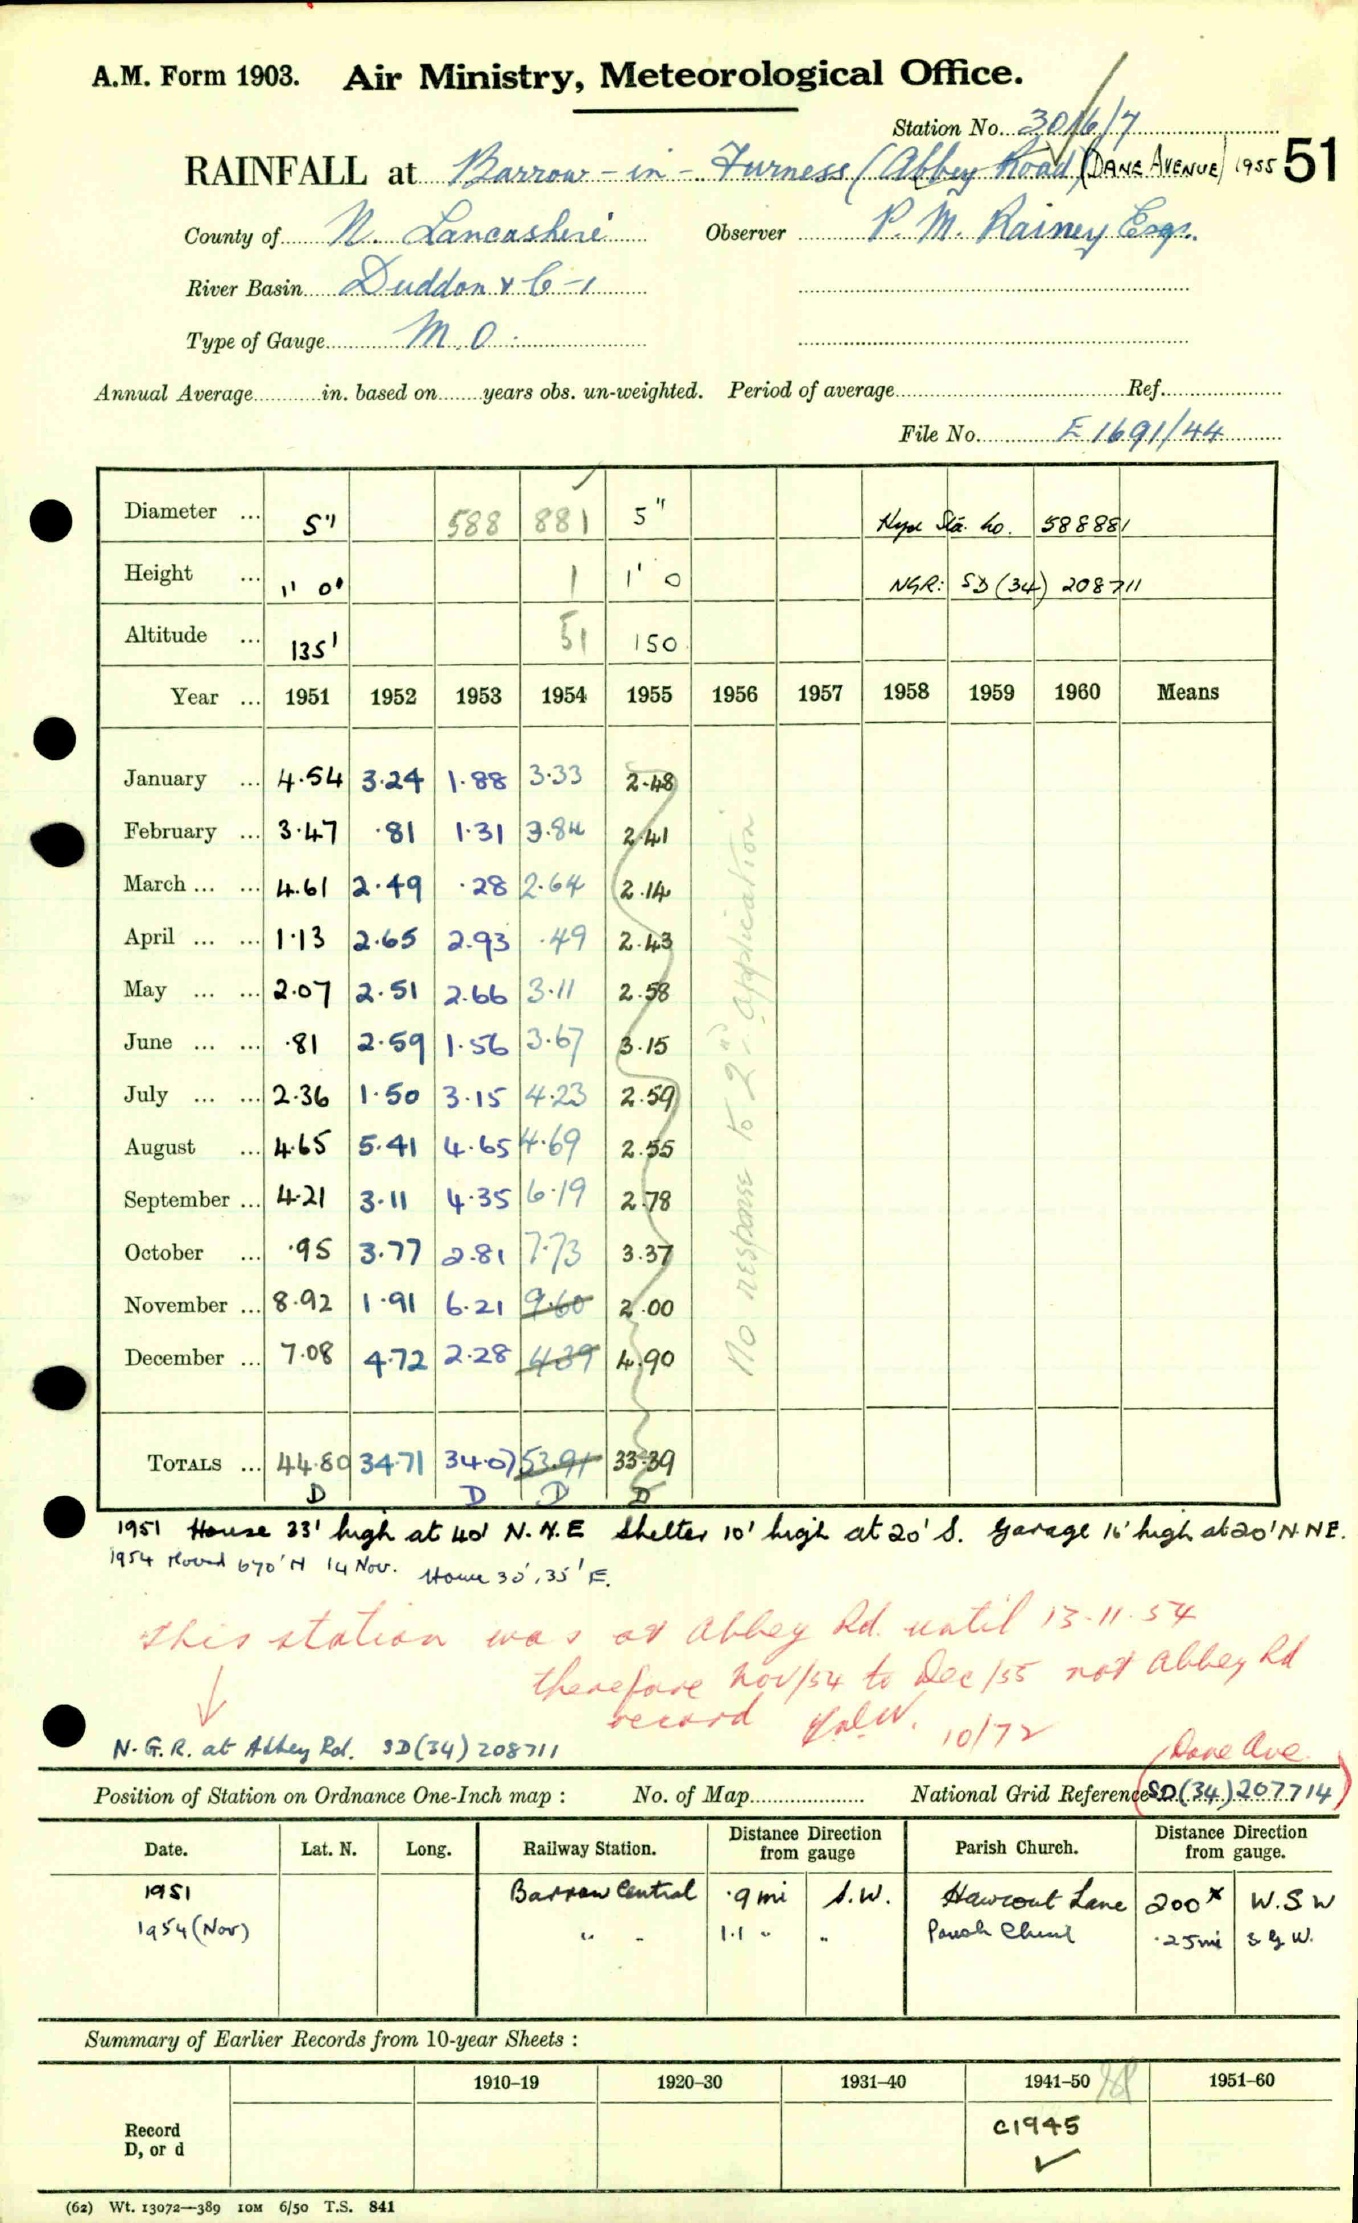 A.M. Form 1903. Air Ministry, Meteorological Office.
Station No. 3016/7
RAINFALL at Barrow-in-Furness (Abbey Road) (DANE AVENUE) 1955 51
County of N. Lancashire Observer P. M. Rainey Esq.
River Basin Duddon & C-1
Type of Gauge M.O.
Annual Average in. based on years obs. un-weighted. Period of average Ref.
File No. E 1691/44
Diameter ... 5" 588 881 5" Hyd Sta. No. 588881
Height ... 1' 0" 1 1' 0 NGR: SD (34) 208711
Altitude ... 135' 51 150
Year ... 1951 1952 1953 1954 1955 1956 1957 1958 1959 1960 Means
January ... 4.54 3.24 1.88 3.33 2.48
February ... 3.47 .81 1.31 3.84 2.41
March ... ... 4.61 2.49 .28 2.64 2.14
April ... ... 1.13 2.65 2.93 .49 2.43
May ... ... 2.07 2.51 2.66 3.11 2.58
June ... ... .81 2.59 1.56 3.67 3.15
July ... ... 2.36 1.50 3.15 4.23 2.59
August ... 4.65 5.41 4.65 4.69 2.55
September ... 4.21 3.11 4.35 6.19 2.78
October ... .95 3.77 2.81 7.73 3.37
November ... 8.92 1.91 6.21 9.60 2.00
December ... 7.08 4.72 2.28 4.39 4.90
TOTALS ... 44.80 34.71 34.07 53.91 33.39
D D D D
No response to 2nd application
1951 House 33' high at 40' N.N.E Shelter 10' high at 20' S. Garage 16' high at 20' N.NE.
1954 Moved 670' N 14 Nov. House 30', 35' E.
This station was at Abbey Rd. until 13.11.54
therefore Nov/54 to Dec/55 not Abbey Rd
record 10/72
N.G.R. at Abbey Rd. SD (34) 208711
Dane Ave.
Position of Station on Ordnance One-Inch map : No. of Map National Grid Reference SD (34) 207714
Date. Lat. N. Long. Railway Station. Distance from Direction gauge Parish Church. Distance from Direction gauge.
1951 Barrow Central .9 mi S.W. Hawcoat Lane 200 x W.S W
1954 (Nov) " " 1.1 " " Parish Church .25 mi S by W.
Summary of Earlier Records from 10-year Sheets :
1910–19 1920–30 1931–40 1941–50 1951–60
Record
D, or d
c1945
(62) Wt. 13072—389 10M 6/50 T.S. 841